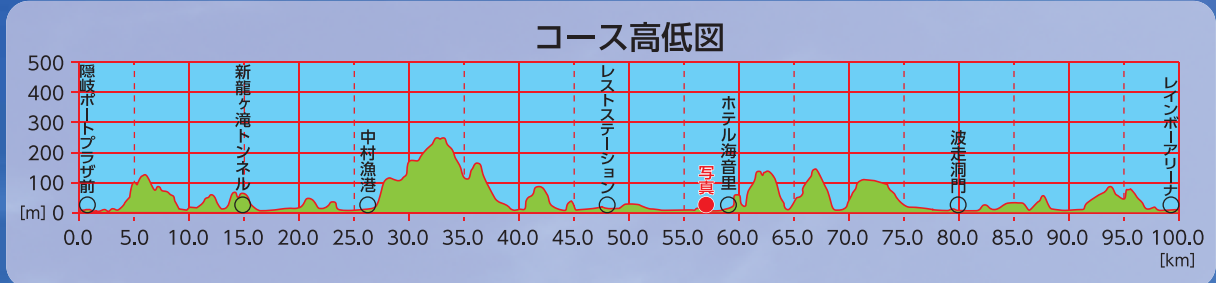 コース高低図
500
400
300
200
100
[m] 0
隠岐ポートプラザ前
新龍ヶ滝トンネル
中村漁港
レストステーション
写真
ホテル海音里
波走洞門
レインボーアリーナ
0.0 5.0 10.0 15.0 20.0 25.0 30.0 35.0 40.0 45.0 50.0 55.0 60.0 65.0 70.0 75.0 80.0 85.0 90.0 95.0 100.0
[km]